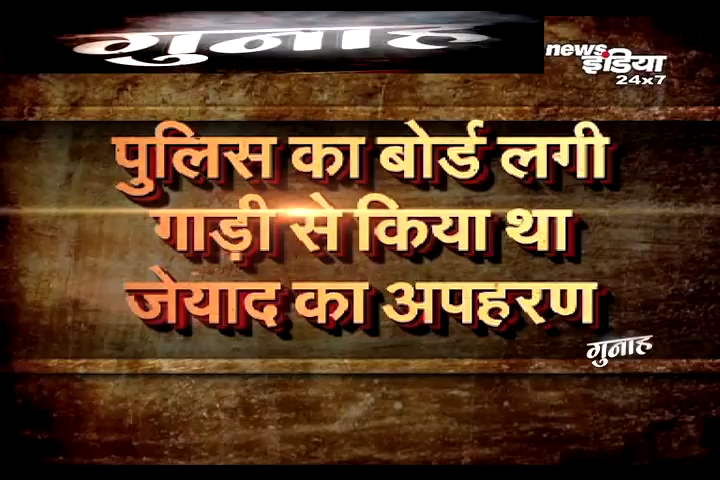 गुनाह
news
इंडिया
24x7
पुलिस का बोर्ड लगी
गाड़ी से किया था
जेयाद का अपहरण
गुनाह